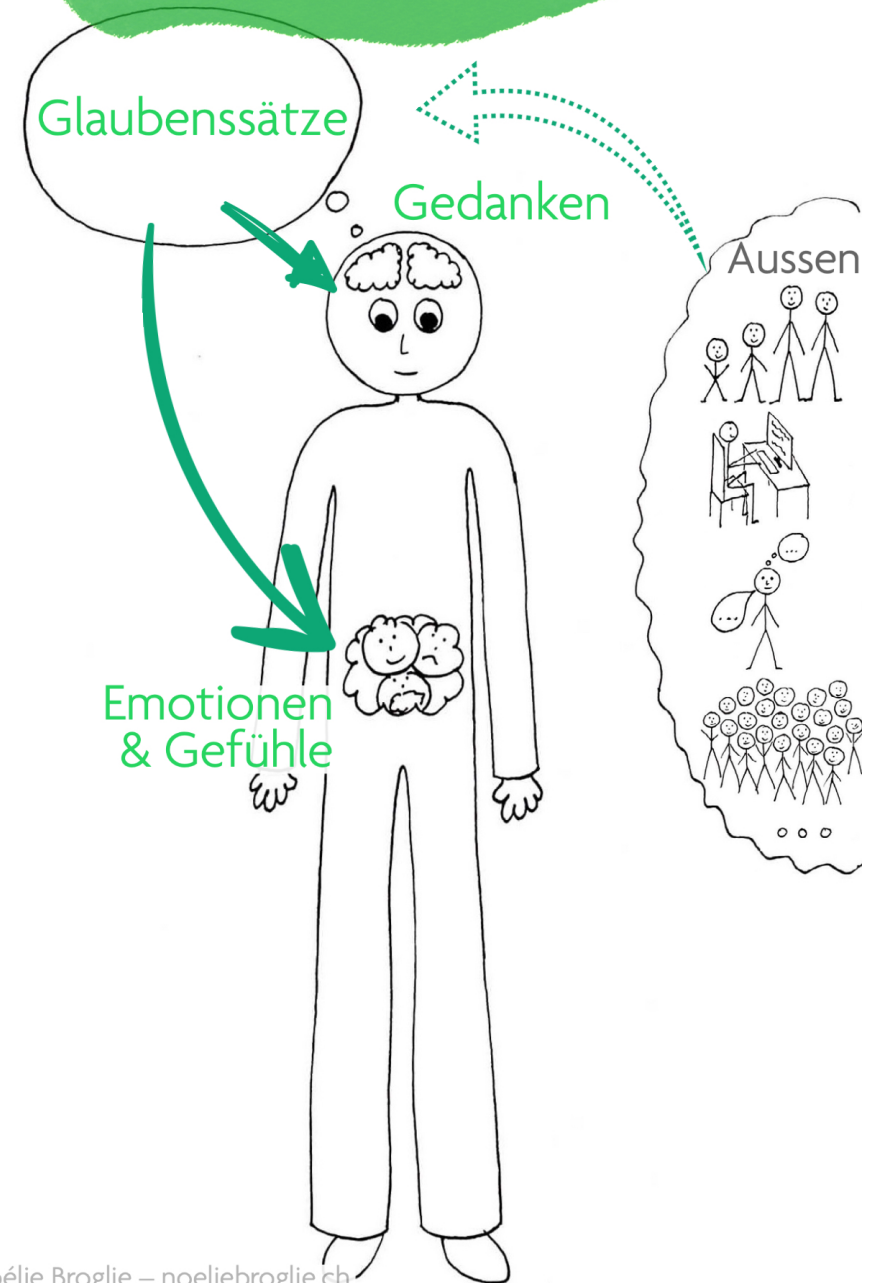 Glaubenssätze
Gedanken
Aussen
Emotionen
& Gefühle
élie Broglie – noeliebroglie.ch